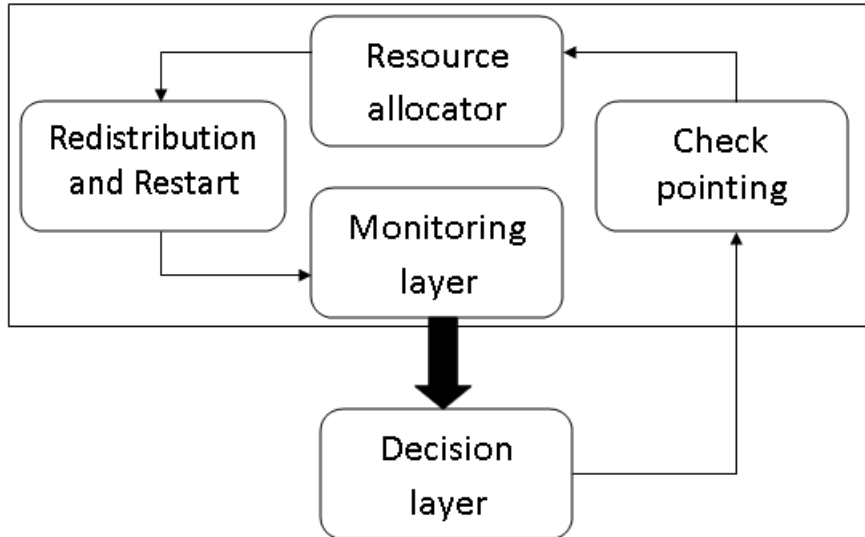 Resource
allocator
Redistribution
and Restart
Check
pointing
Monitoring
layer
Decision
layer